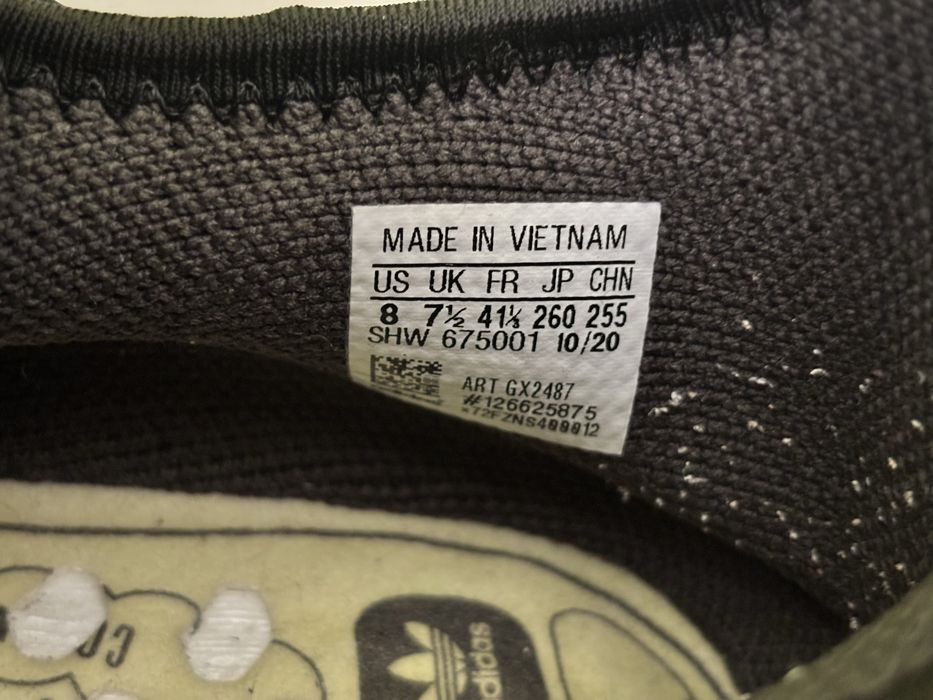 MADE IN VIETNAM
US UK FR JP CHN
8 7½ 41⅓ 260 255
SHW 675001 10/20
ART GX2487
#126625875
adidas